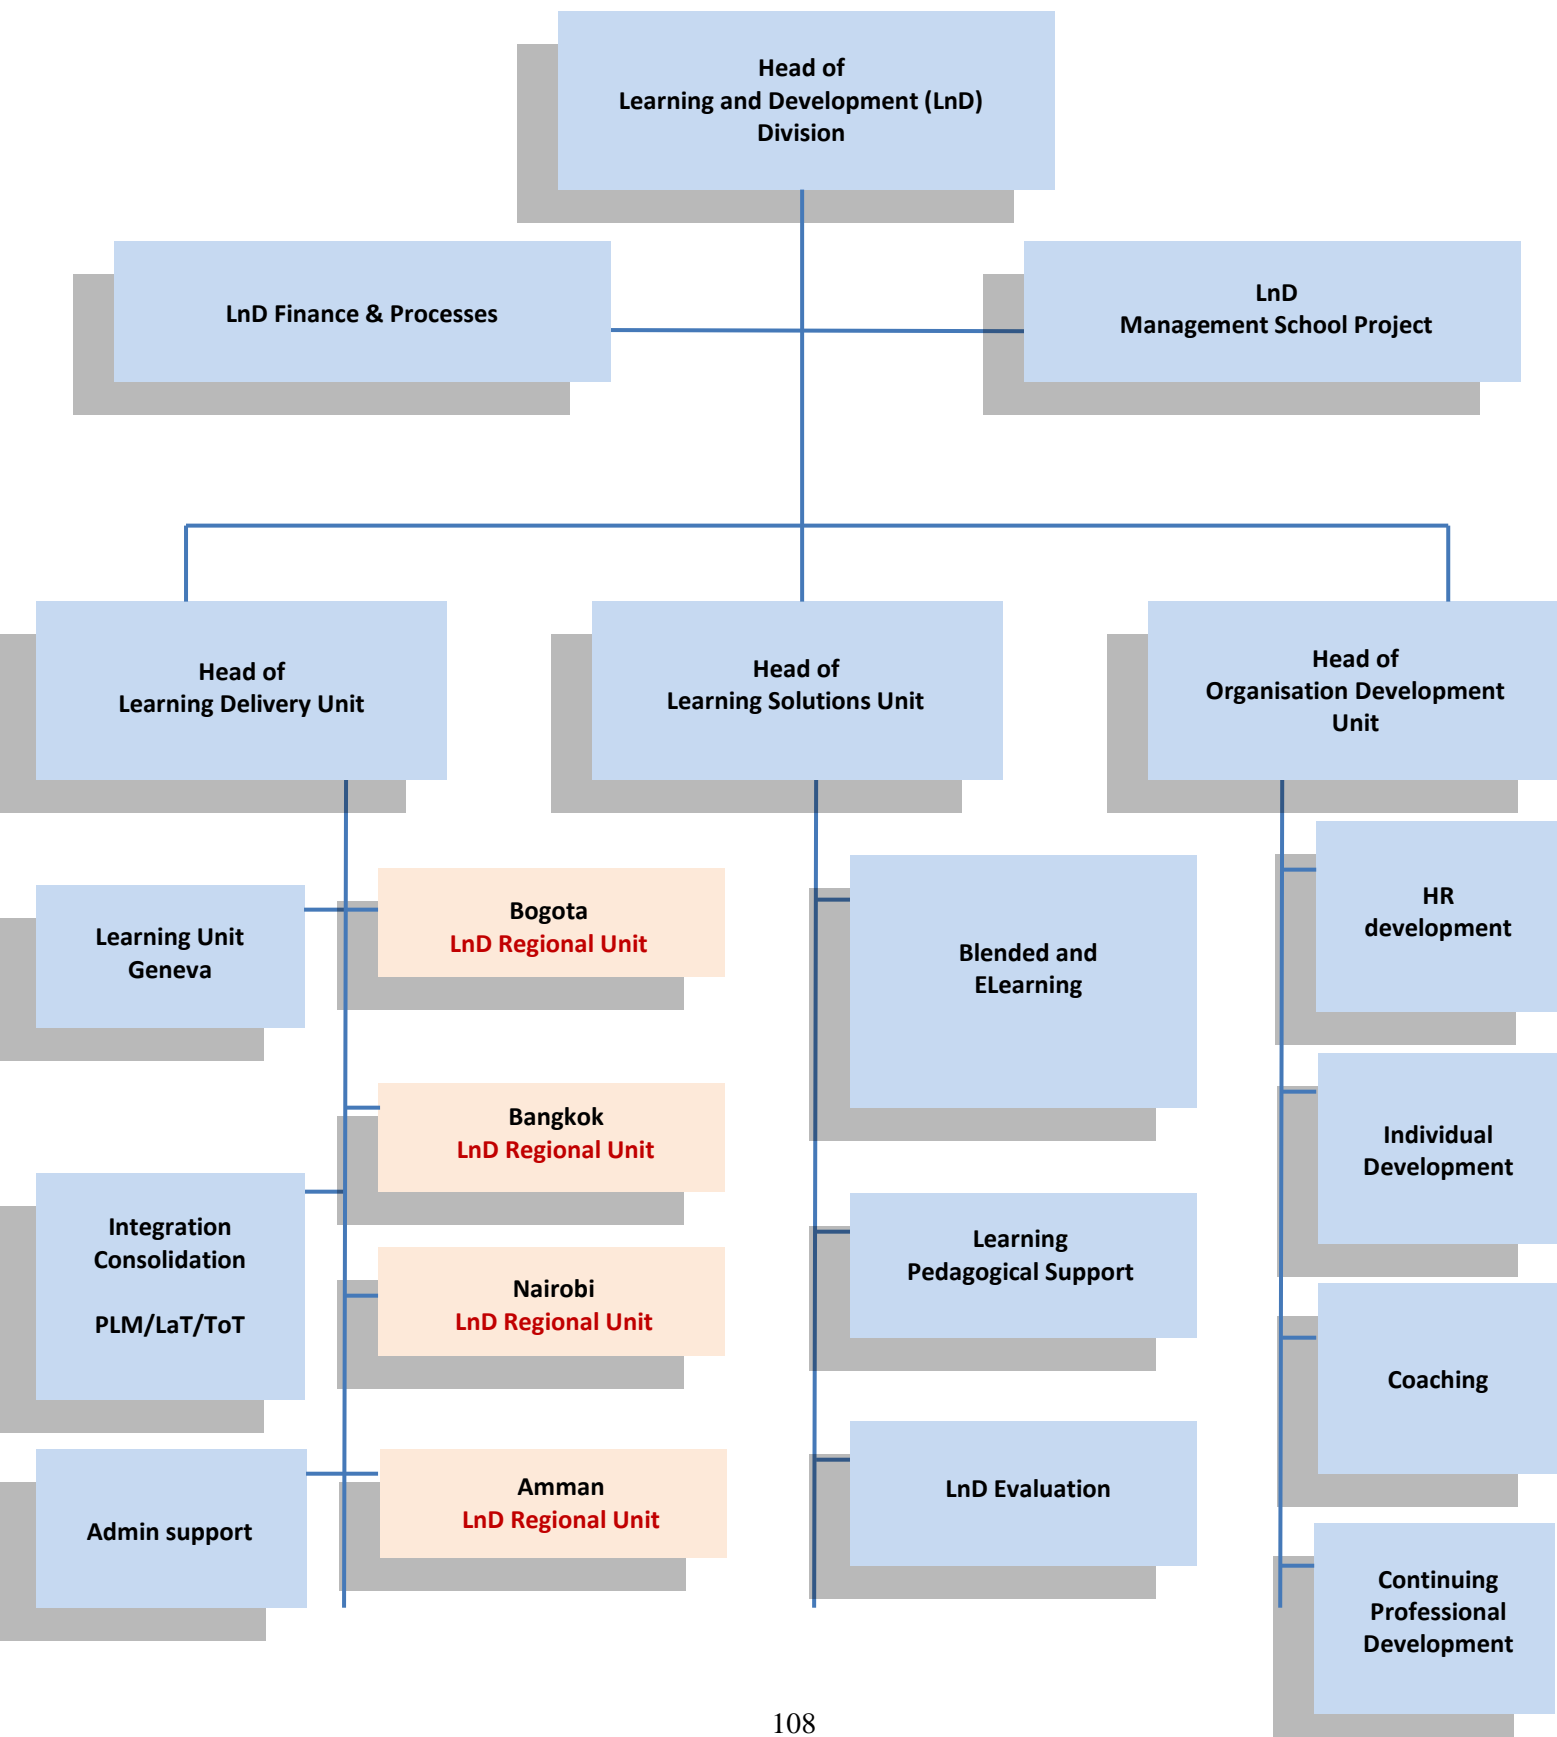 Head of
Learning and Development (LnD)
Division
LnD Finance & Processes
LnD
Management School Project
Head of
Learning Delivery Unit
Head of
Learning Solutions Unit
Head of
Organisation Development
Unit
Learning Unit
Geneva
Bogota
LnD Regional Unit
Bangkok
LnD Regional Unit
Integration
Consolidation
PLM/LaT/ToT
Nairobi
LnD Regional Unit
Admin support
Amman
LnD Regional Unit
Blended and
ELearning
Learning
Pedagogical Support
LnD Evaluation
HR
development
Individual
Development
Coaching
Continuing
Professional
Development
108